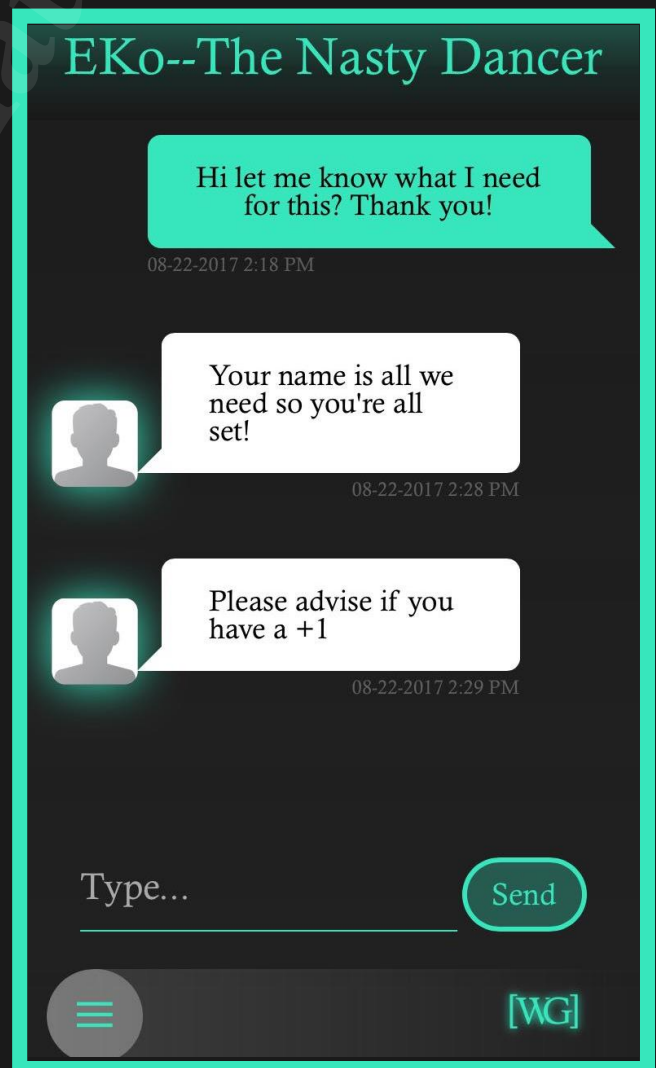 EKo--The Nasty Dancer
Hi let me know what I need
for this? Thank you!
08-22-2017 2:18 PM
Your name is all we
need so you're all
set!
08-22-2017 2:28 PM
Please advise if you
have a +1
08-22-2017 2:29 PM
Type...
Send
[WG]